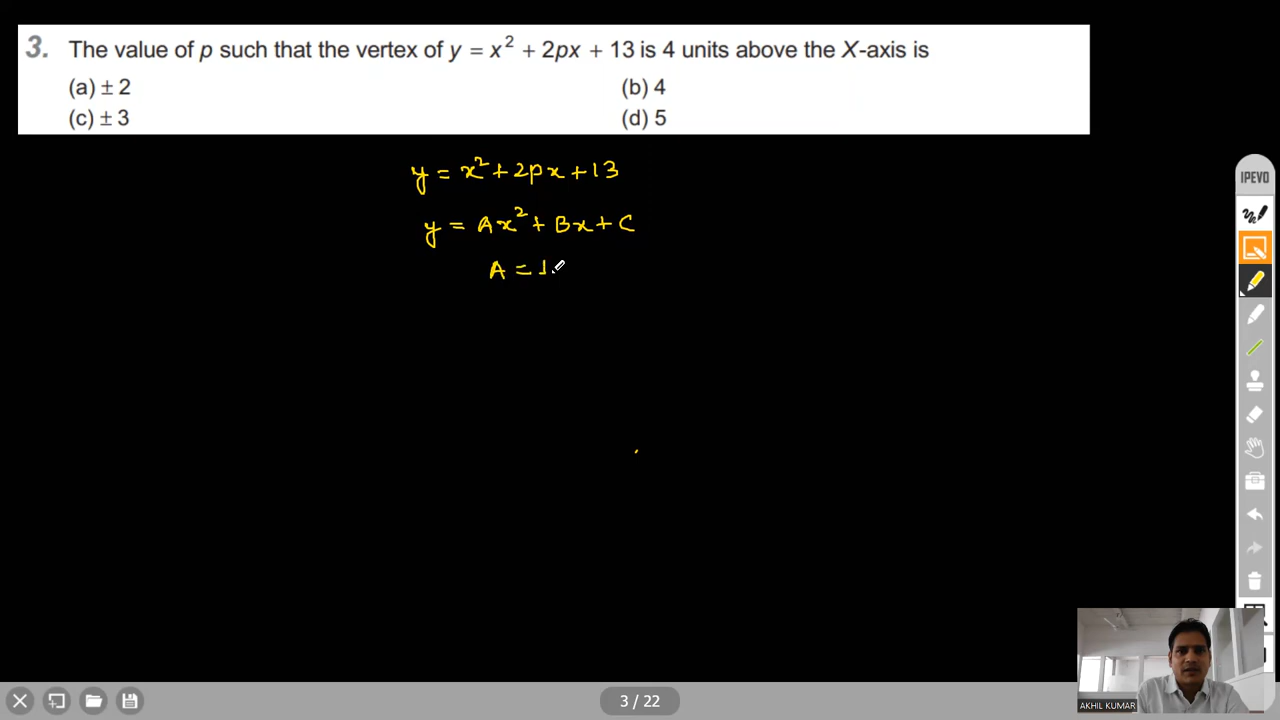 3. The value of p such that the vertex of y = x² + 2px + 13 is 4 units above the X-axis is
(a) ± 2 (b) 4
(c) ± 3 (d) 5
y = x² + 2px + 13
y = Ax² + Bx + C
A = 1
IPEVO
3 / 22
AKHIL KUMAR